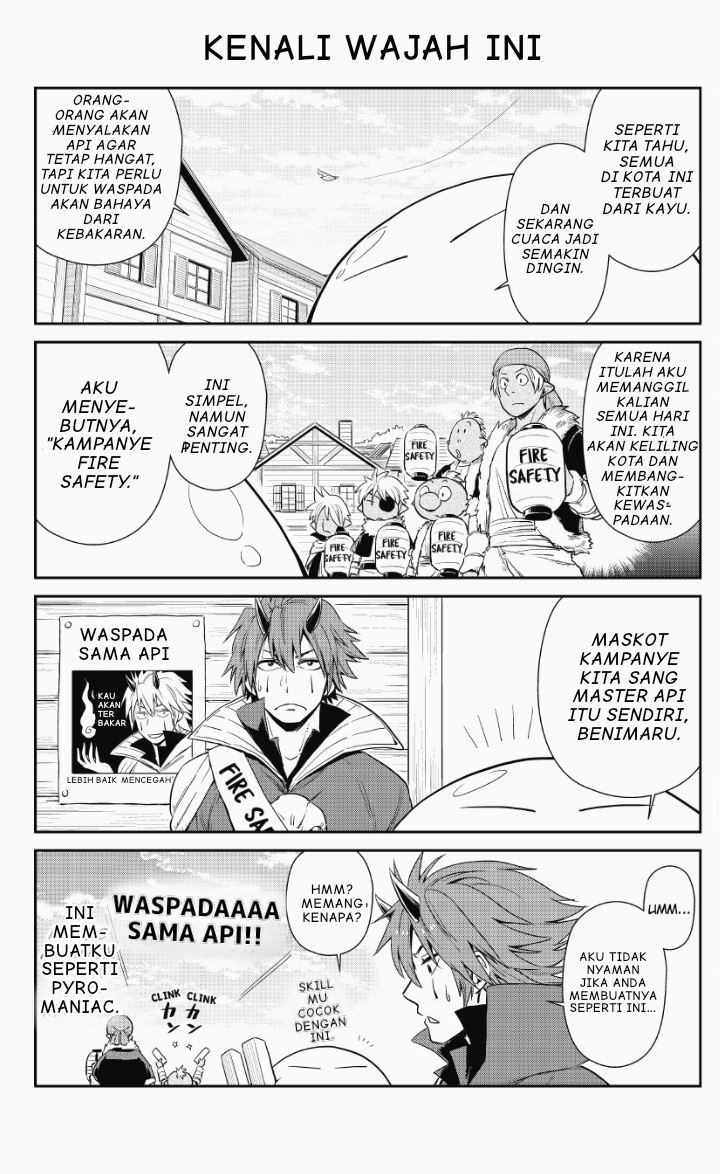 KENALI WAJAH INI
SEPERTI
KITA TAHU,
SEMUA
DI KOTA INI
TERBUAT
DARI KAYU.
DAN
SEKARANG
CUACA JADI
SEMAKIN
DINGIN.
ORANG-
ORANG AKAN
MENYALAKAN
API AGAR
TETAP HANGAT,
TAPI KITA PERLU
UNTUK WASPADA
AKAN BAHAYA
DARI
KEBAKARAN.
KARENA
ITULAH AKU
MEMANGGIL
KALIAN
SEMUA HARI
INI. KITA
AKAN KELILING
KOTA DAN
MEMBANG-
KITKAN
KEWAS-
PADAAN.
FIRE
SAFETY
FIRE
SAFETY
FIRE
SAFETY
FIRE
SAFETY
FIRE
SAFETY
INI
SIMPEL,
NAMUN
SANGAT
PENTING.
AKU
MENYE-
BUTNYA,
"KAMPANYE
FIRE
SAFETY."
MASKOT
KAMPANYE
KITA SANG
MASTER API
ITU SENDIRI,
BENIMARU.
WASPADA
SAMA API
KAU
AKAN
TER
BAKAR
LEBIH BAIK MENCEGAH
FIRE SA
UMM...
AKU TIDAK
NYAMAN
JIKA ANDA
MEMBUATNYA
SEPERTI INI...
HMM?
MEMANG
KENAPA?
SKILL
MU
COCOK
DENGAN
INI.
WASPADAAAA
SAMA API!!
CLINK CLINK
カン カン
INI
MEM-
BUATKU
SEPERTI
PYRO-
MANIAC.